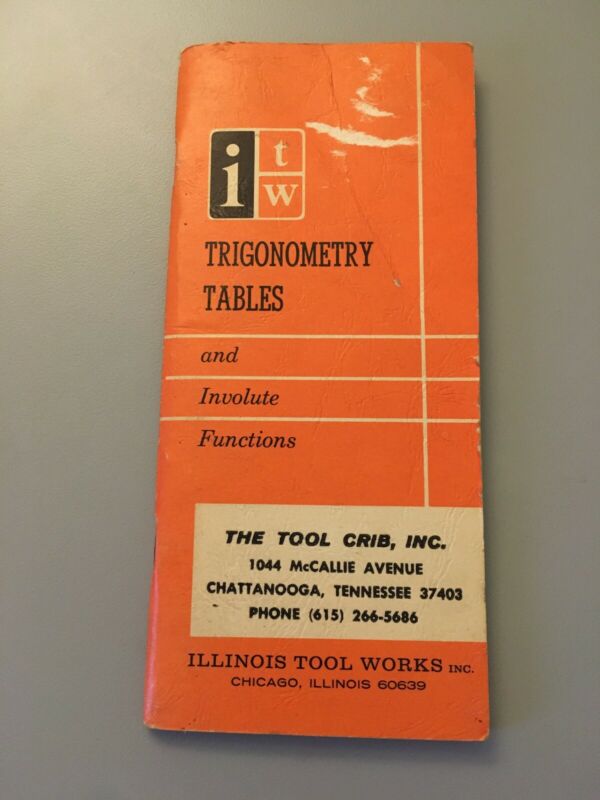 i t
w
TRIGONOMETRY
TABLES
and
Involute
Functions
THE TOOL CRIB, INC.
1044 McCALLIE AVENUE
CHATTANOOGA, TENNESSEE 37403
PHONE (615) 266-5686
ILLINOIS TOOL WORKS INC.
CHICAGO, ILLINOIS 60639